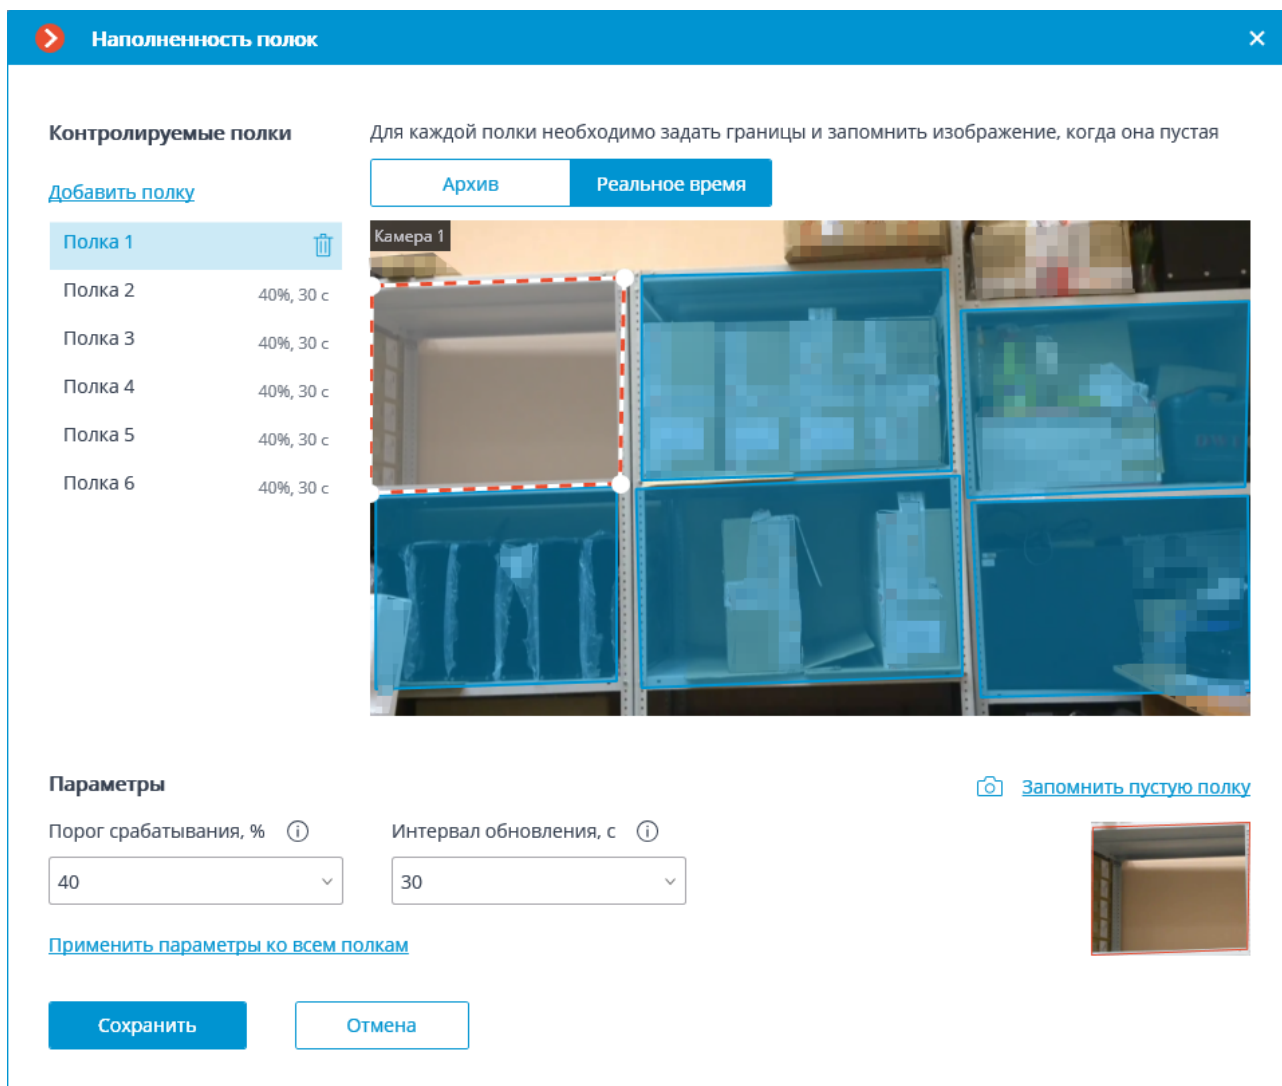 Наполненность полок
Контролируемые полки
Для каждой полки необходимо задать границы и запомнить изображение, когда она пустая
Добавить полку
Архив
Реальное время
Полка 1
Полка 2 40%, 30 с
Полка 3 40%, 30 с
Полка 4 40%, 30 с
Полка 5 40%, 30 с
Полка 6 40%, 30 с
Камера 1
Параметры
Запомнить пустую полку
Порог срабатывания, %
Интервал обновления, с
40
30
Применить параметры ко всем полкам
Сохранить
Отмена